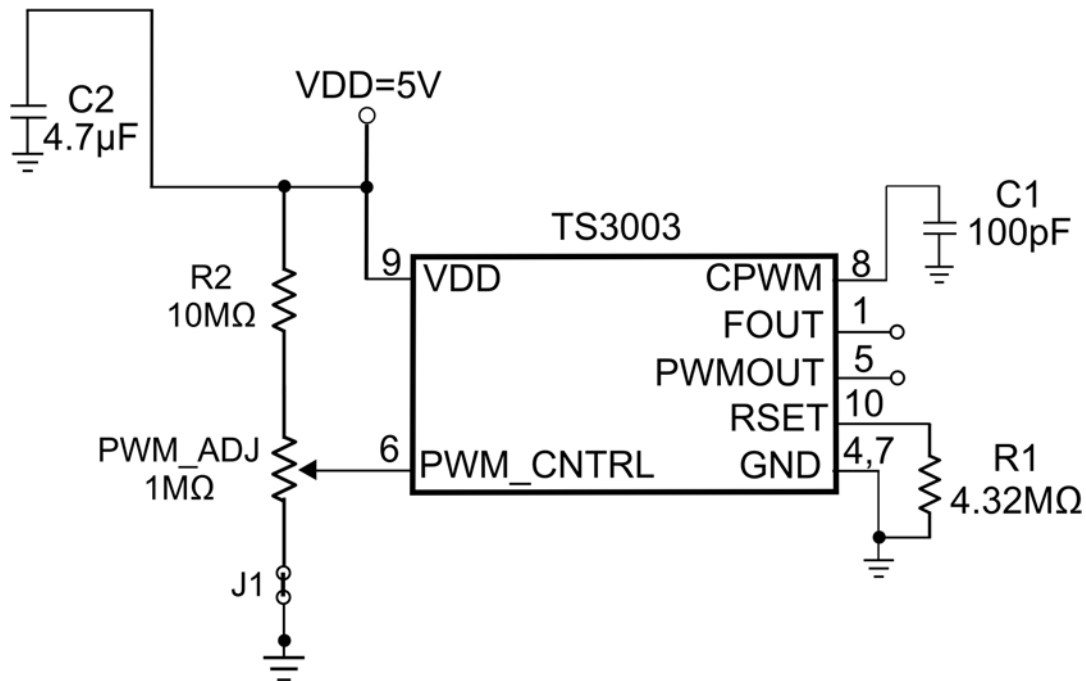 VDD=5V
C2
4.7µF
C1
100pF
TS3003
R2
10MΩ
9
VDD
CPWM
8
FOUT
1
PWMOUT
5
RSET
10
PWM_ADJ
1MΩ
6
PWM_CNTRL
GND
4,7
R1
4.32MΩ
J1